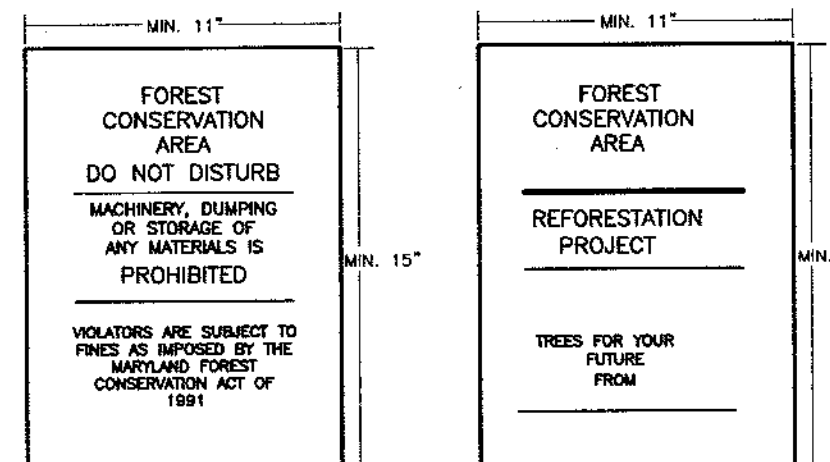 MIN. 11"
FOREST
CONSERVATION
AREA
DO NOT DISTURB
MACHINERY, DUMPING
OR STORAGE OF
ANY MATERIALS IS
PROHIBITED
VIOLATORS ARE SUBJECT TO
FINES AS IMPOSED BY THE
MARYLAND FOREST
CONSERVATION ACT OF
1991
MIN. 15"
MIN. 11"
FOREST
CONSERVATION
AREA
REFORESTATION
PROJECT
TREES FOR YOUR
FUTURE
FROM
MIN.